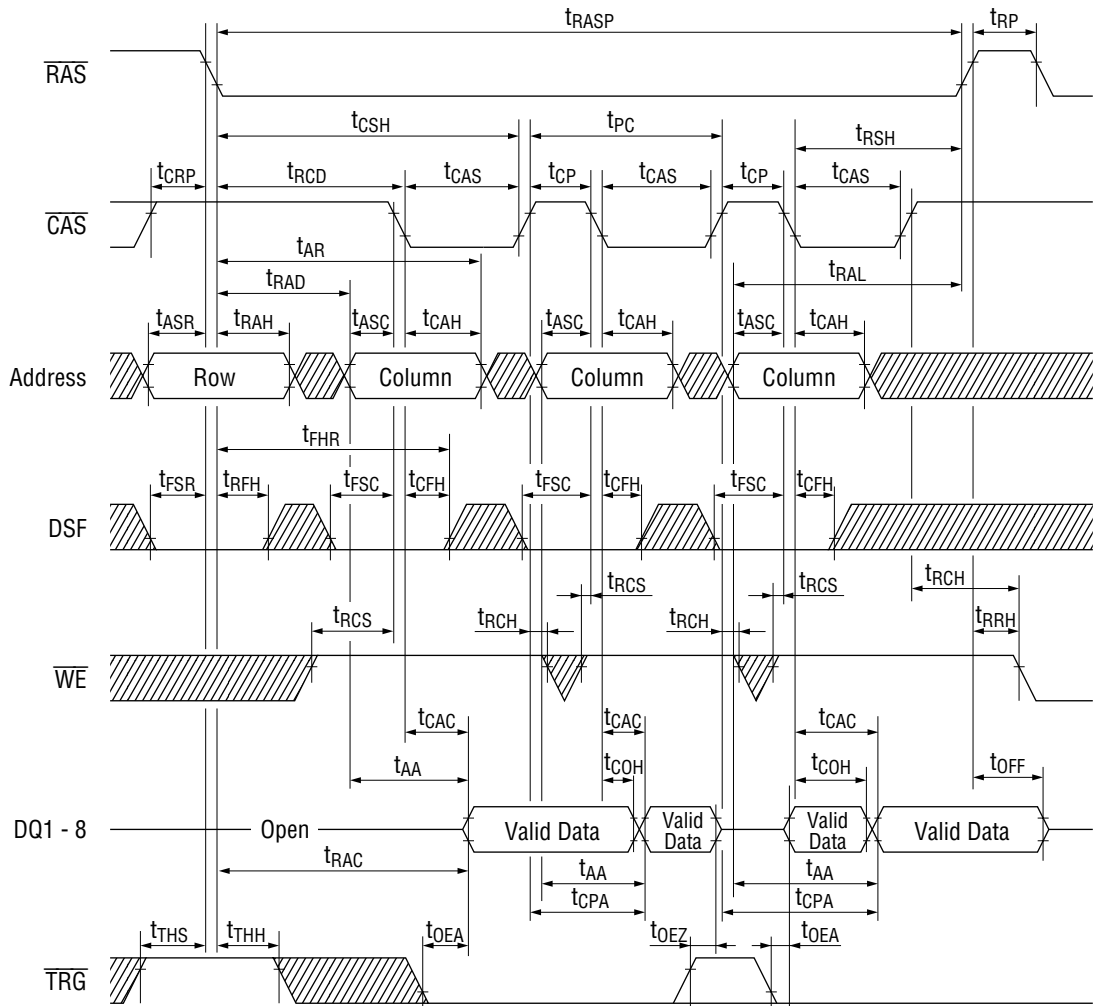 tRASP tRP
RAS
tCSH tPC tRSH
tCRP tRCD tCAS tCP tCAS tCP tCAS
CAS
tAR
tRAD tRAL
tASR tRAH tASC tCAH tASC tCAH tASC tCAH
Address Row Column Column Column
tFHR
tFSR tRFH tFSC tCFH tFSC tCFH tFSC tCFH
DSF
tRCS tRCH
tRCS tRCH tRCH tRCS tRRH
WE
tCAC tCAC tCAC
tAA tCOH tCOH tOFF
DQ1 - 8 Open Valid Data Valid Data Valid Data Valid Data
tRAC tAA tAA
tCPA tCPA
tTHS tTHH tOEA tOEZ tOEA
TRG